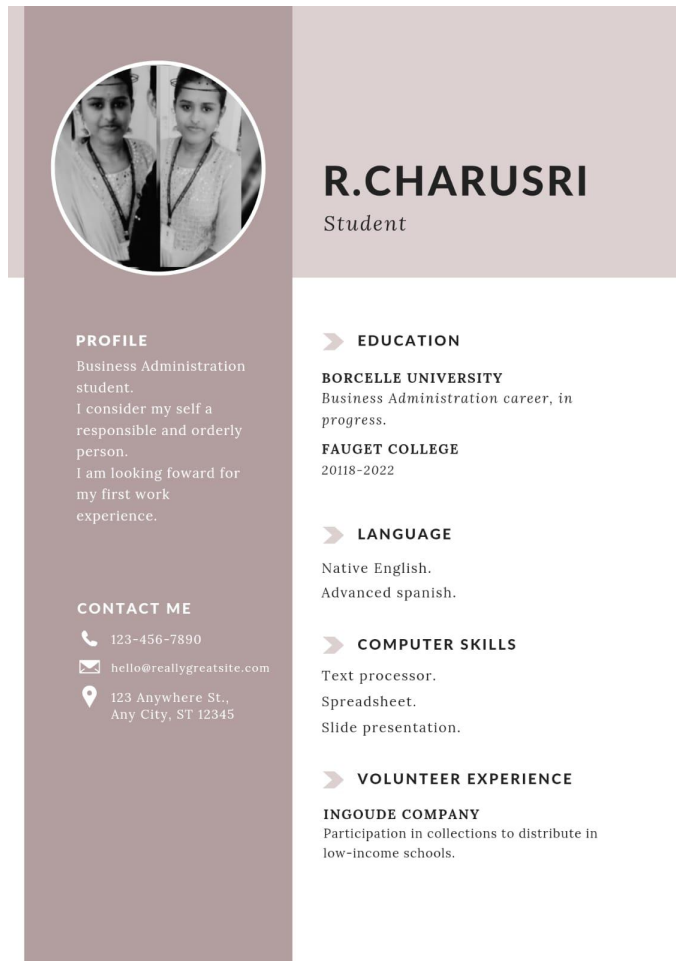 R.CHARUSRI
Student
PROFILE
Business Administration
student.
I consider my self a
responsible and orderly
person.
I am looking foward for
my first work
experience.
CONTACT ME
123-456-7890
hello@reallygreatsite.com
123 Anywhere St.,
Any City, ST 12345
EDUCATION
BORCELLE UNIVERSITY
Business Administration career, in
progress.
FAUGET COLLEGE
20118-2022
LANGUAGE
Native English.
Advanced spanish.
COMPUTER SKILLS
Text processor.
Spreadsheet.
Slide presentation.
VOLUNTEER EXPERIENCE
INGOUDE COMPANY
Participation in collections to distribute in
low-income schools.